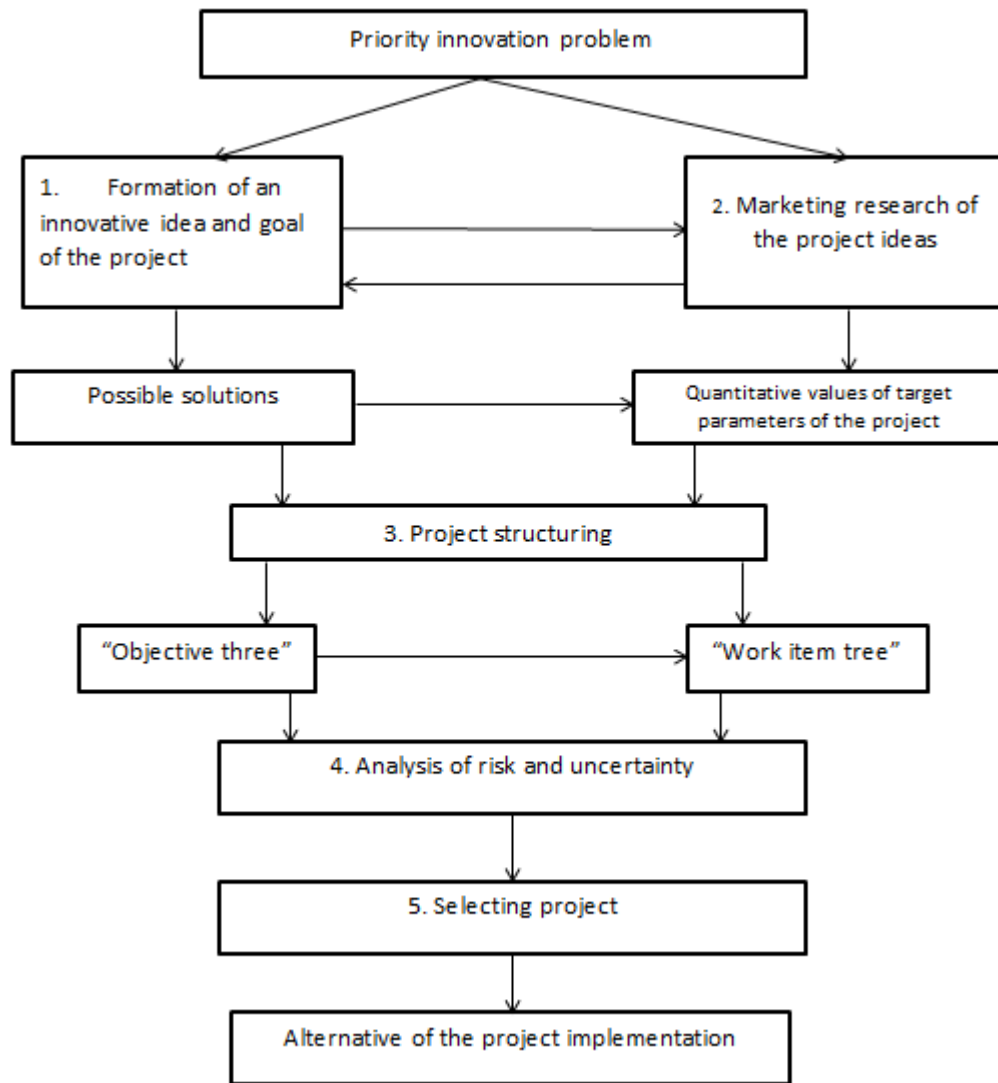 Priority innovation problem
1. Formation of an
innovative idea and goal
of the project
2. Marketing research of
the project ideas
Possible solutions
Quantitative values of target
parameters of the project
3. Project structuring
“Objective three”
“Work item tree”
4. Analysis of risk and uncertainty
5. Selecting project
Alternative of the project implementation